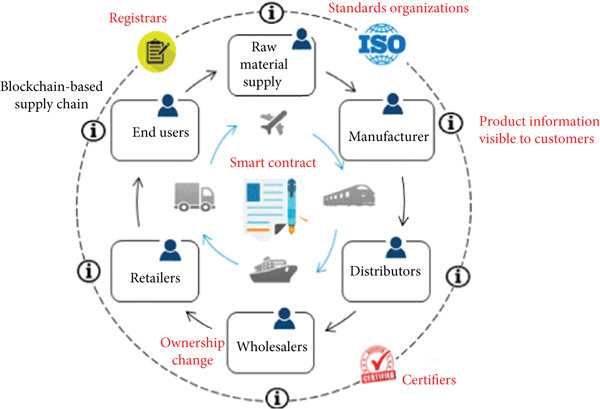 Registrars
Standards organizations
ISO
Raw
material
supply
Blockchain-based
supply chain
End users
Manufacturer
Product information
visible to customers
Smart contract
Retailers
Distributors
Ownership
change
Wholesalers
CERTIFIED
Certifiers